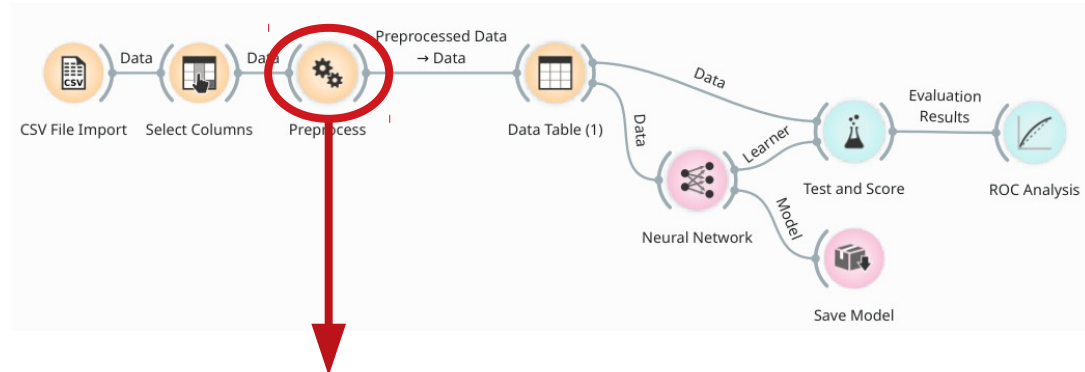 Preprocessed Data
→ Data
Data
Data
CSV
CSV File Import
Select Columns
Preprocess
Data Table (1)
Data
Data
Learner
Model
Evaluation
Results
Neural Network
Test and Score
ROC Analysis
Save Model